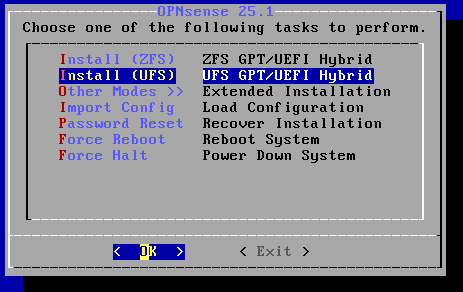 OPNsense 25.1
Choose one of the following tasks to perform.
Install (ZFS) ZFS GPT/UEFI Hybrid
Install (UFS) UFS GPT/UEFI Hybrid
Other Modes >> Extended Installation
Import Config Load Configuration
Password Reset Recover Installation
Force Reboot Reboot System
Force Halt Power Down System
< OK > < Exit >